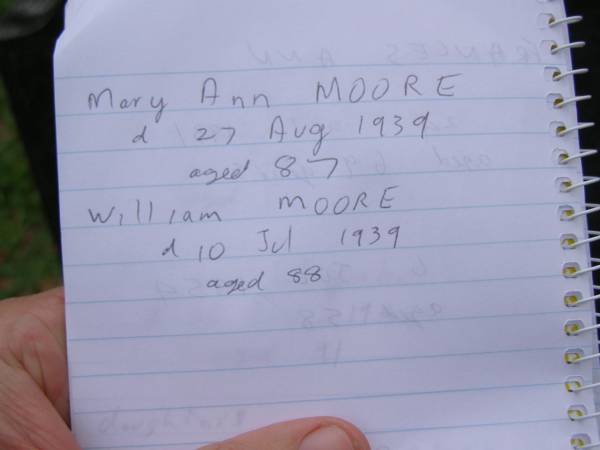 Mary Ann MOORE
d 27 Aug 1939
aged 87
William MOORE
d 10 Jul 1939
aged 88